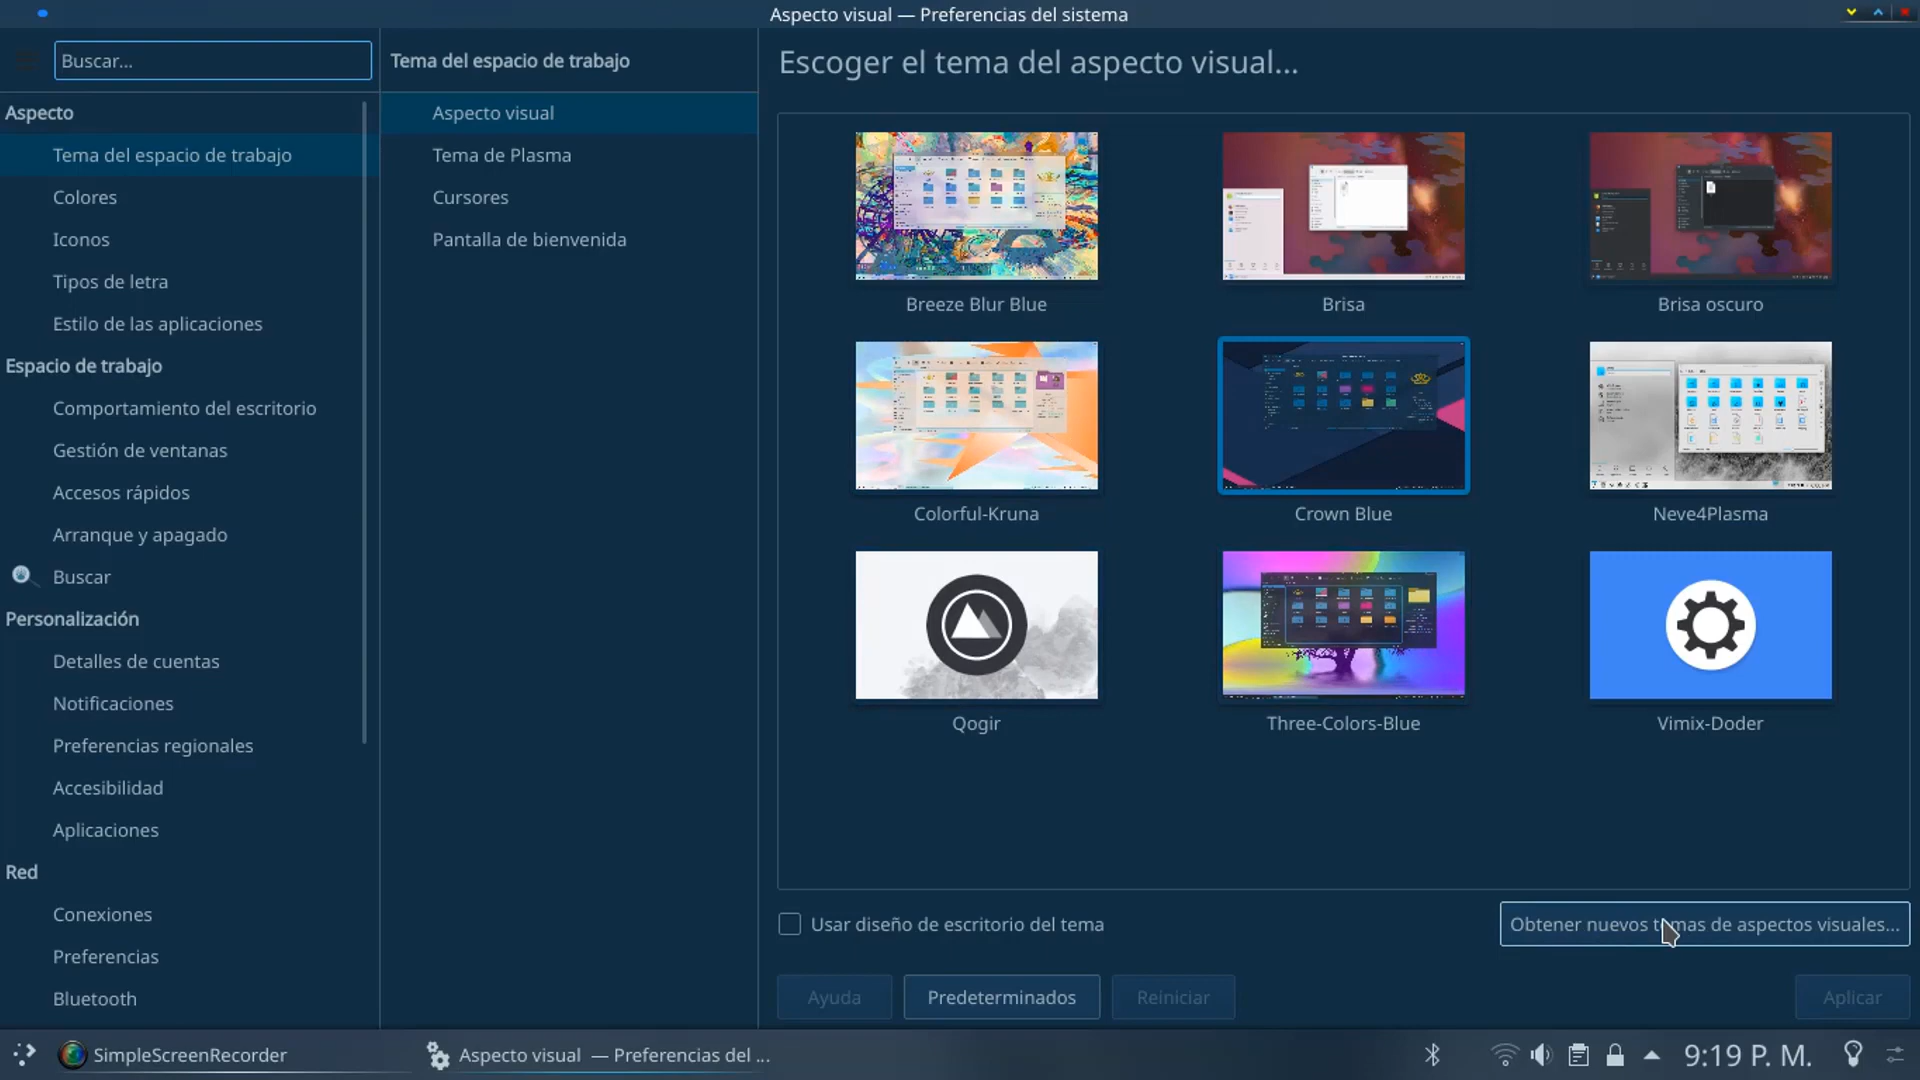 Aspecto visual — Preferencias del sistema
Buscar...
Aspecto
Tema del espacio de trabajo
Colores
Iconos
Tipos de letra
Estilo de las aplicaciones
Espacio de trabajo
Comportamiento del escritorio
Gestión de ventanas
Accesos rápidos
Arranque y apagado
Buscar
Personalización
Detalles de cuentas
Notificaciones
Preferencias regionales
Accesibilidad
Aplicaciones
Red
Conexiones
Preferencias
Bluetooth
Tema del espacio de trabajo
Aspecto visual
Tema de Plasma
Cursores
Pantalla de bienvenida
Escoger el tema del aspecto visual...
Breeze Blur Blue
Brisa
Brisa oscuro
Colorful-Kruna
Crown Blue
Neve4Plasma
Qogir
Three-Colors-Blue
Vimix-Doder
Usar diseño de escritorio del tema
Obtener nuevos temas de aspectos visuales...
Ayuda
Predeterminados
Reiniciar
Aplicar
SimpleScreenRecorder
Aspecto visual — Preferencias del ...
9:19 P. M.